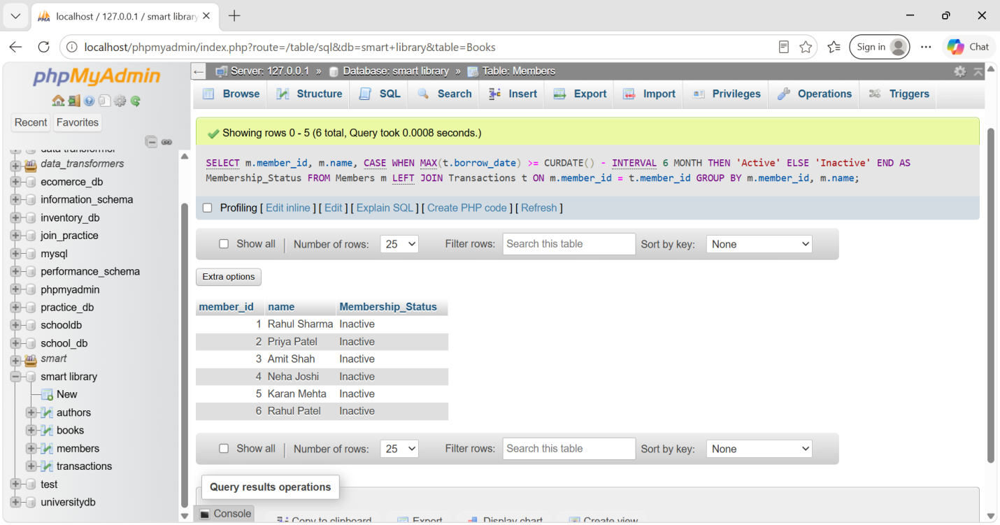 localhost / 127.0.0.1 / smart library
localhost/phpmyadmin/index.php?route=/table/sql&db=smart+library&table=Books
Sign in
Chat
phpMyAdmin
Recent
Favorites
data transformer
data_transformers
ecomerce_db
information_schema
inventory_db
join_practice
mysql
performance_schema
phpmyadmin
practice_db
schooldb
school_db
smart
smart library
New
authors
books
members
transactions
test
universitydb
Server: 127.0.0.1 » Database: smart library » Table: Members
Browse Structure SQL Search Insert Export Import Privileges Operations Triggers
Showing rows 0 - 5 (6 total, Query took 0.0008 seconds.)
SELECT m.member_id, m.name, CASE WHEN MAX(t.borrow_date) >= CURDATE() - INTERVAL 6 MONTH THEN 'Active' ELSE 'Inactive' END AS
Membership_Status FROM Members m LEFT JOIN Transactions t ON m.member_id = t.member_id GROUP BY m.member_id, m.name;
Profiling [ Edit inline ] [ Edit ] [ Explain SQL ] [ Create PHP code ] [ Refresh ]
Show all | Number of rows: 25 Filter rows: Search this table Sort by key: None
Extra options
member_id name Membership_Status
1 Rahul Sharma Inactive
2 Priya Patel Inactive
3 Amit Shah Inactive
4 Neha Joshi Inactive
5 Karan Mehta Inactive
6 Rahul Patel Inactive
Show all | Number of rows: 25 Filter rows: Search this table Sort by key: None
Query results operations
Console
Copy to clipboard Export Display chart Create view